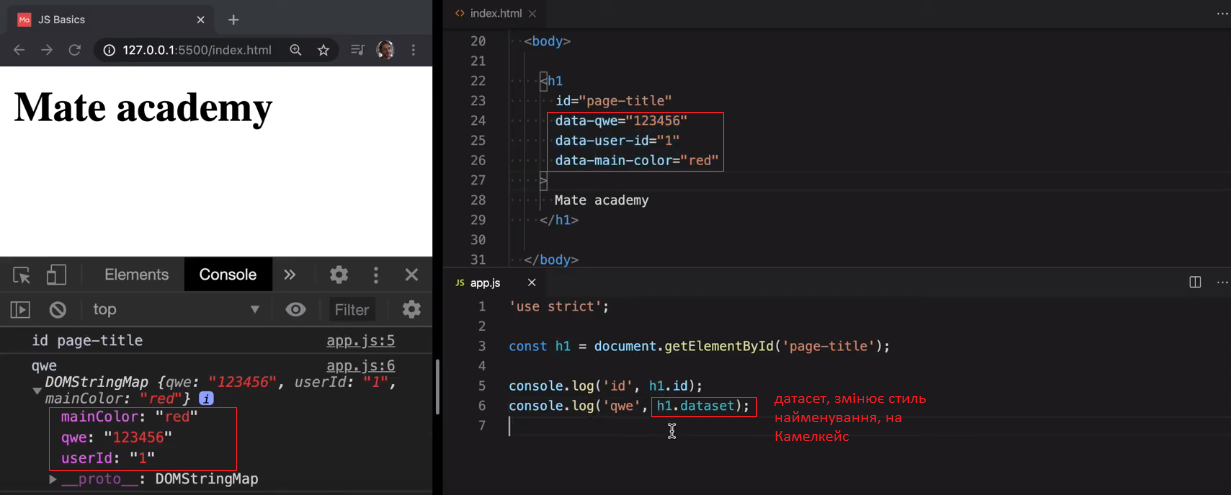 JS Basics
127.0.0.1:5500/index.html
Mate academy
Elements
Console
top
Filter
id page-title
app.js:5
qwe
app.js:6
DOMStringMap {qwe: "123456", userId: "1",
mainColor: "red"}
mainColor: "red"
qwe: "123456"
userId: "1"
__proto__: DOMStringMap
index.html
20 <body>
21
22 <h1
23 id="page-title"
24 data-qwe="123456"
25 data-user-id="1"
26 data-main-color="red"
27 >
28 Mate academy
29 </h1>
30
31 </body>
JS app.js
1 'use strict';
2
3 const h1 = document.getElementById('page-title');
4
5 console.log('id', h1.id);
6 console.log('qwe', h1.dataset);
7
датасет, змінює стиль
найменування, на
Камелкейс